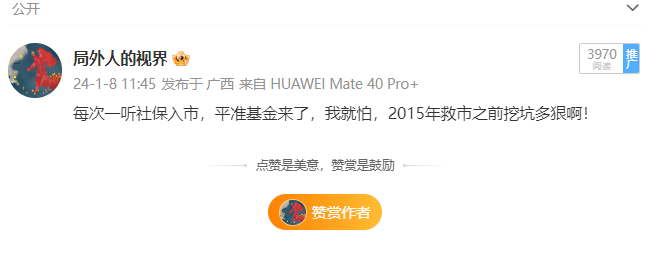 公开
局外人的视界
3970
阅读
推广
24-1-8 11:45 发布于 广西 来自 HUAWEI Mate 40 Pro+
每次一听社保入市，平准基金来了，我就怕，2015年救市之前挖坑多狠啊！
点赞是美意，赞赏是鼓励
赞赏作者